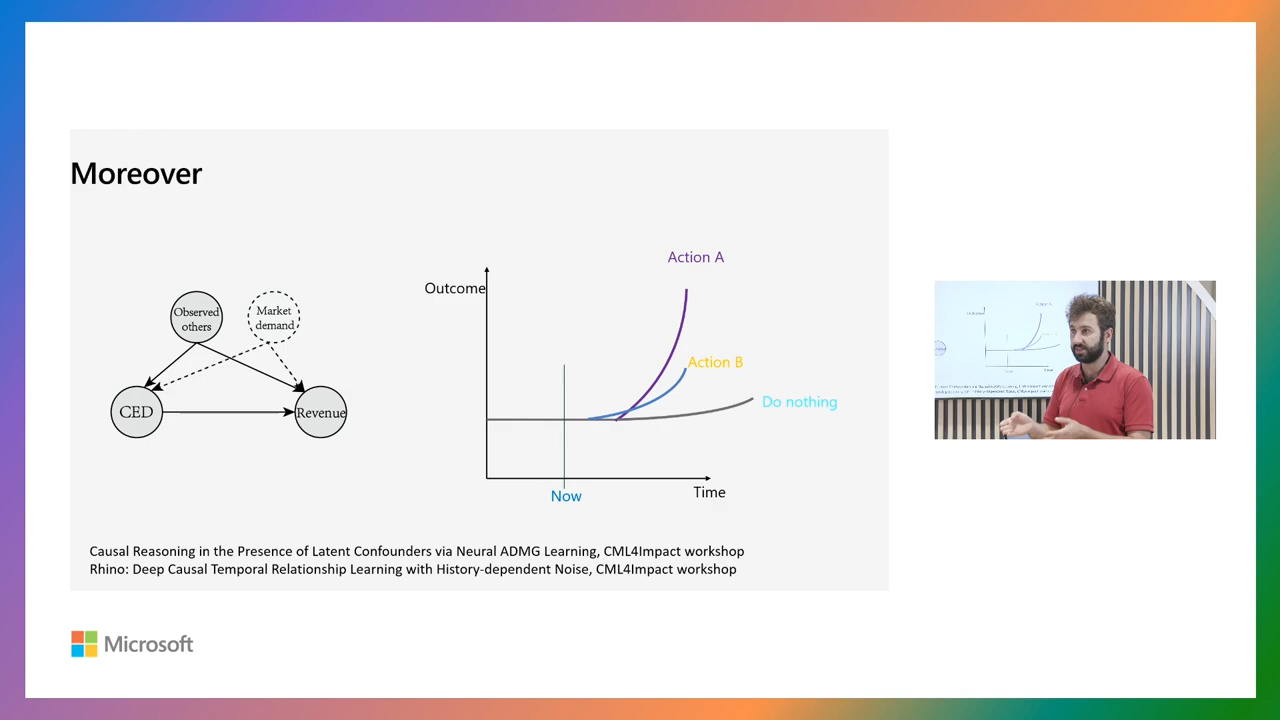 Moreover
Observed
others
Market
demand
CED
Revenue
Outcome
Action A
Action B
Do nothing
Now
Time
Causal Reasoning in the Presence of Latent Confounders via Neural ADMG Learning, CML4Impact workshop
Rhino: Deep Causal Temporal Relationship Learning with History-dependent Noise, CML4Impact workshop
Microsoft